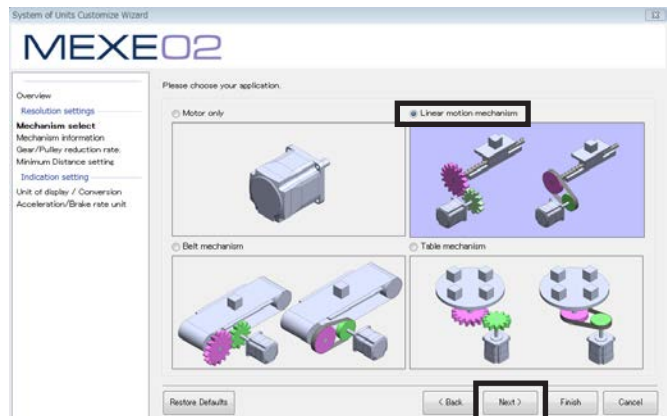 System of Units Customize Wizard
MEXE02
Overview
Resolution settings
Mechanism select
Mechanism information
Gear/Pulley reduction rate.
Minimum Distance setting
Indication setting
Unit of display / Conversion
Acceleration/Brake rate unit
Please choose your application.
Motor only
Linear motion mechanism
Belt mechanism
Table mechanism
Restore Defaults
< Back
Next >
Finish
Cancel